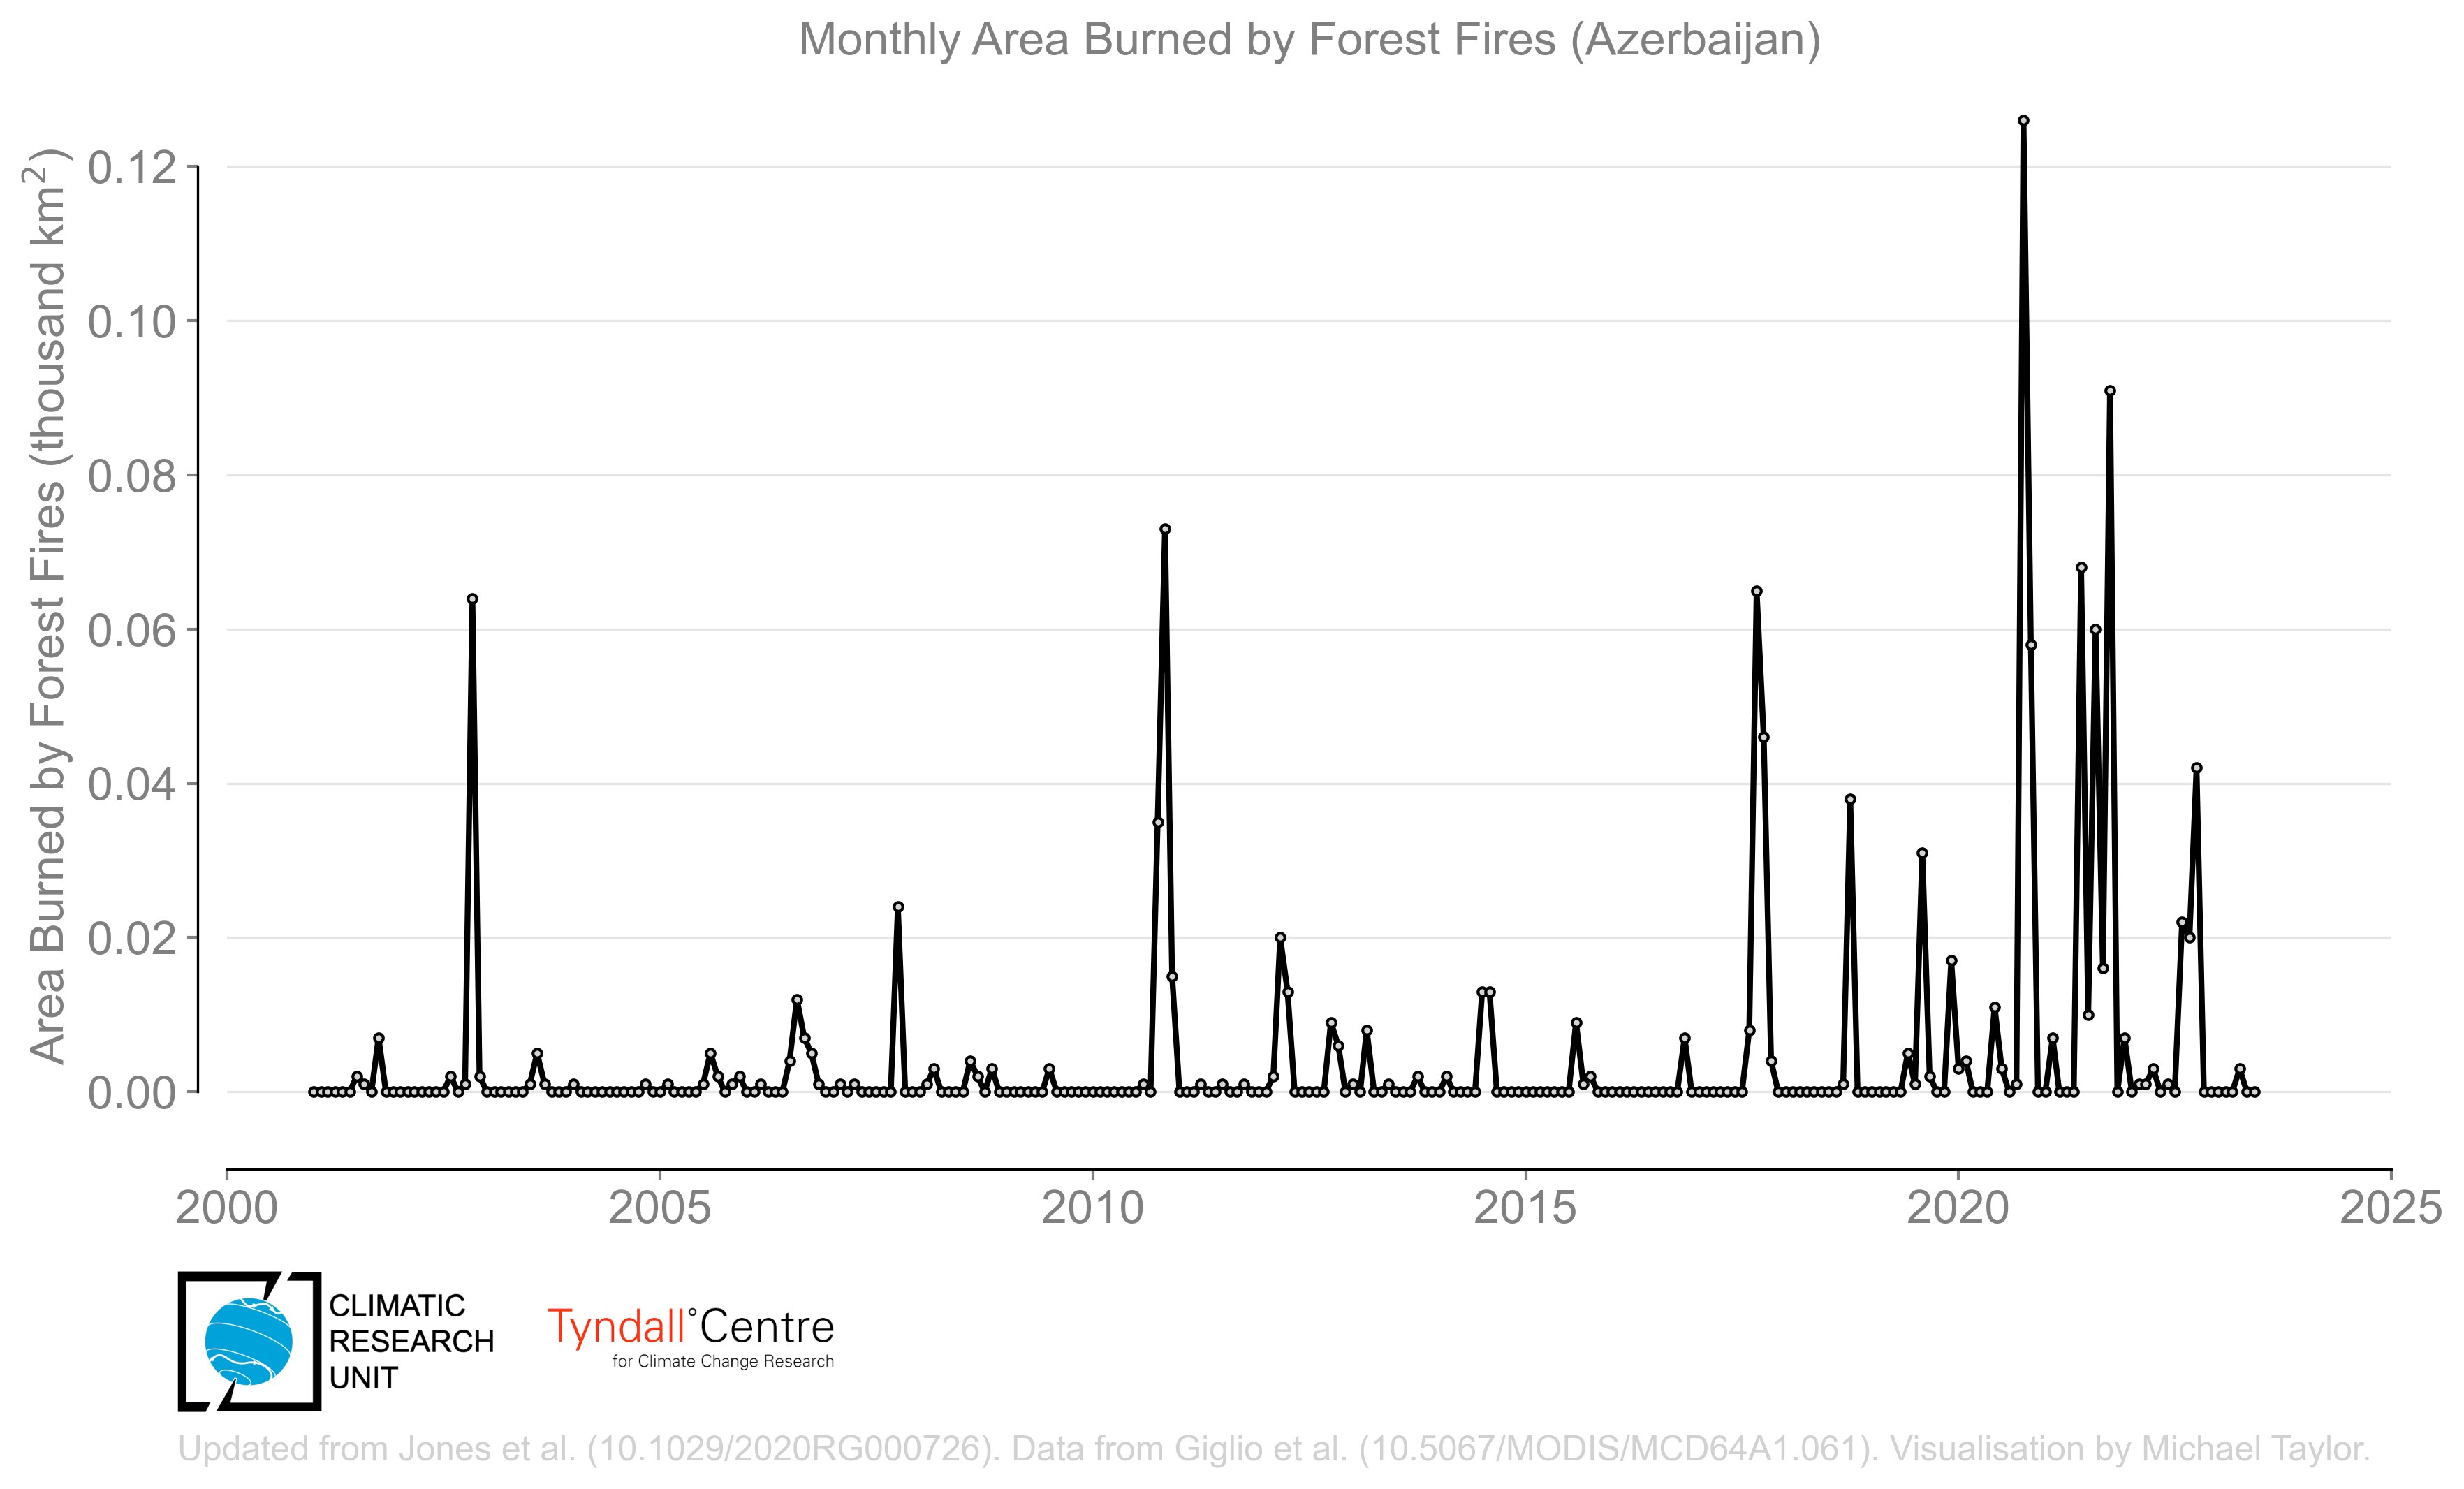 Monthly Area Burned by Forest Fires (Azerbaijan)
Area Burned by Forest Fires (thousand km²)
0.12
0.10
0.08
0.06
0.04
0.02
0.00
2000 2005 2010 2015 2020 2025
CLIMATIC
RESEARCH
UNIT
Tyndall°Centre
for Climate Change Research
Updated from Jones et al. (10.1029/2020RG000726). Data from Giglio et al. (10.5067/MODIS/MCD64A1.061). Visualisation by Michael Taylor.